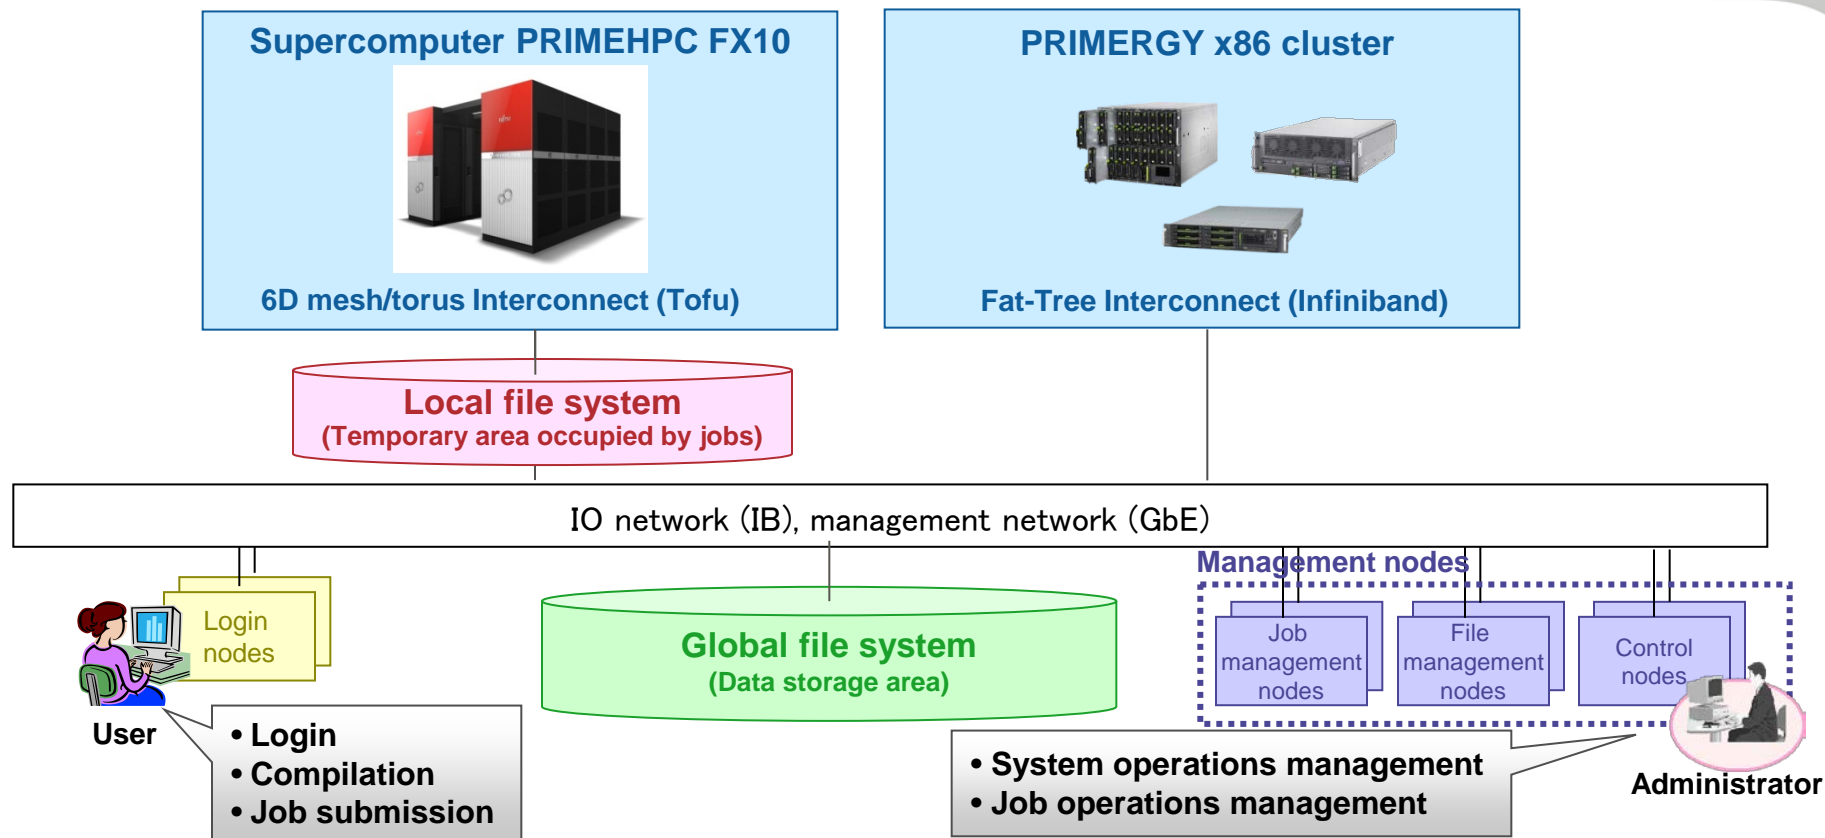 Supercomputer PRIMEHPC FX10
PRIMERGY x86 cluster
6D mesh/torus Interconnect (Tofu)
Fat-Tree Interconnect (Infiniband)
Local file system
(Temporary area occupied by jobs)
IO network (IB), management network (GbE)
Management nodes
Login
nodes
Global file system
(Data storage area)
Job
management
nodes
File
management
nodes
Control
nodes
User
• Login
• Compilation
• Job submission
• System operations management
• Job operations management
Administrator